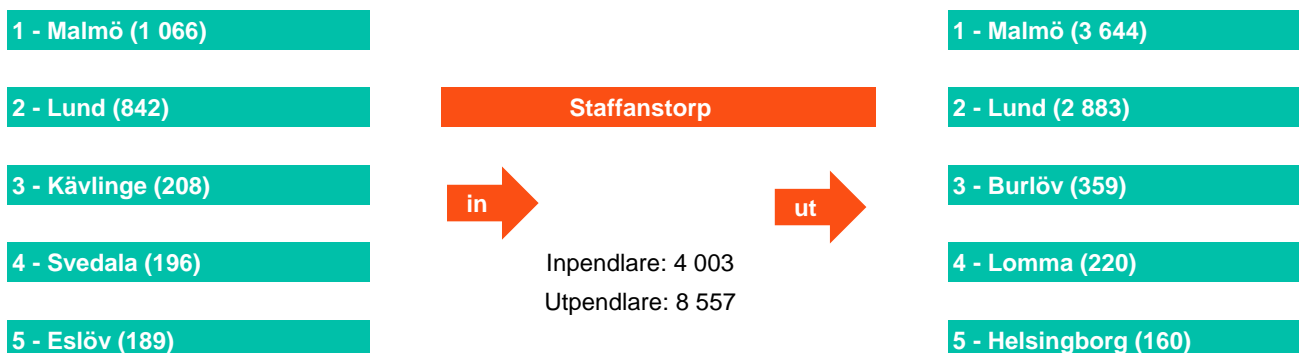 1 - Malmö (1 066)
2 - Lund (842)
3 - Kävlinge (208)
4 - Svedala (196)
5 - Eslöv (189)
Staffanstorp
in
ut
Inpendlare: 4 003
Utpendlare: 8 557
1 - Malmö (3 644)
2 - Lund (2 883)
3 - Burlöv (359)
4 - Lomma (220)
5 - Helsingborg (160)